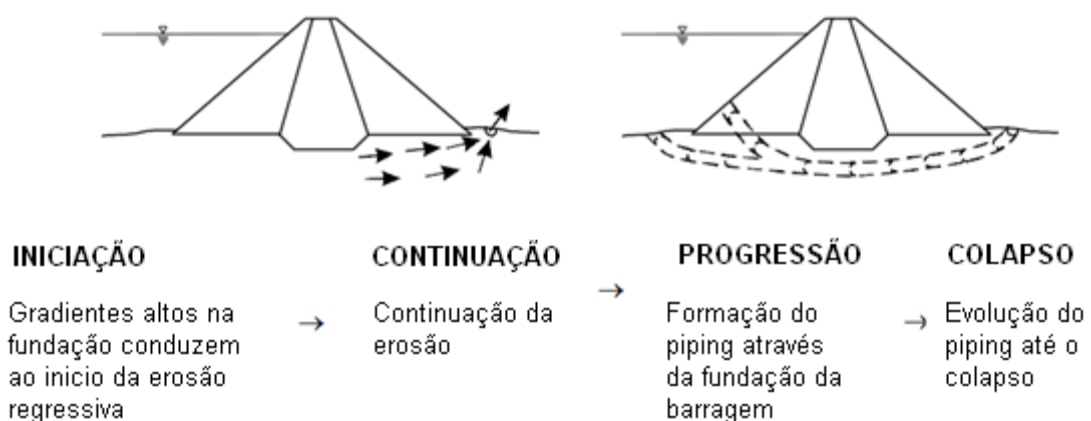 INICIAÇÃO
Gradientes altos na
fundação conduzem
ao inicio da erosão
regressiva
→
CONTINUAÇÃO
Continuação da
erosão
→
PROGRESSÃO
Formação do
piping através
da fundação da
barragem
→
COLAPSO
Evolução do
piping até o
colapso